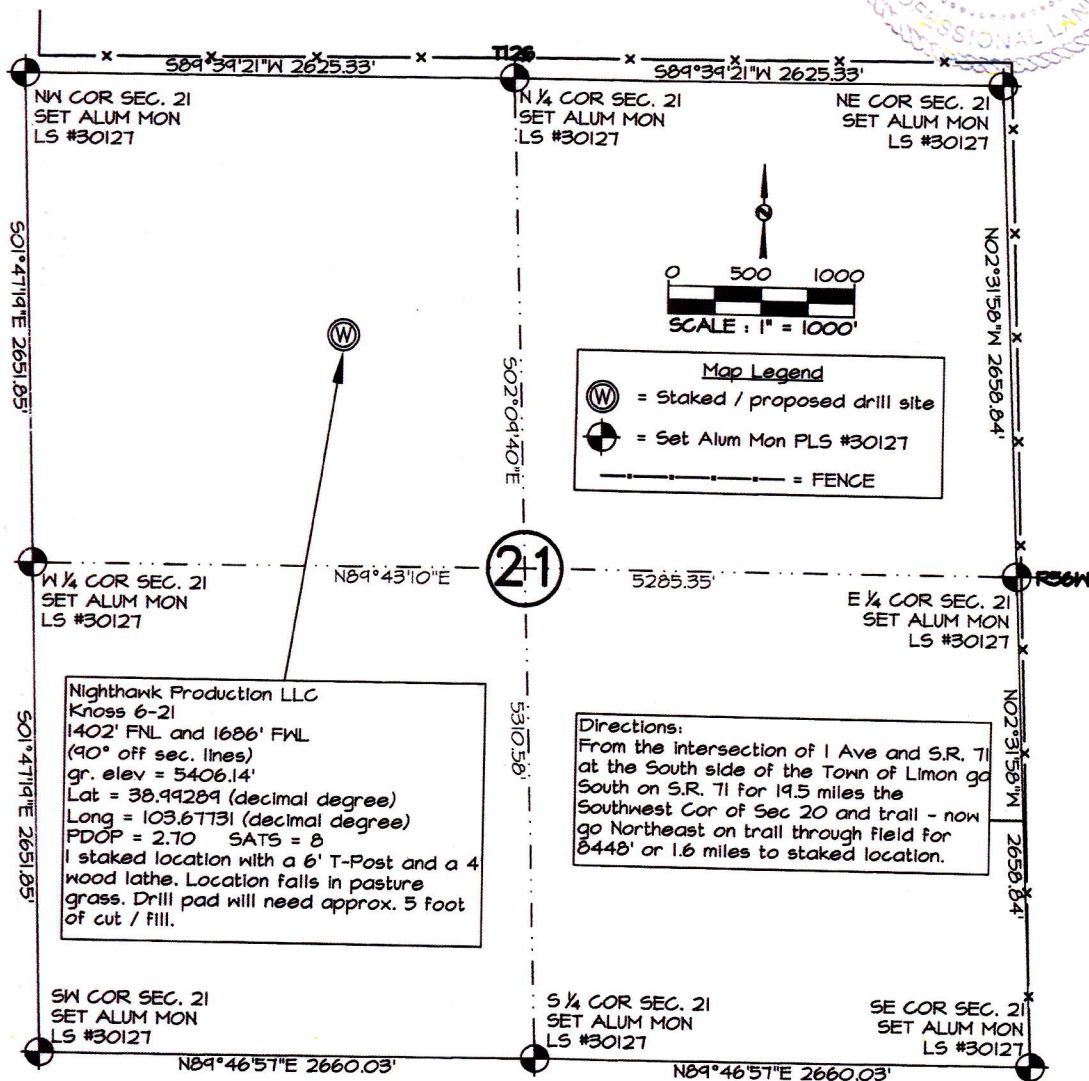 PROFESSIONAL LAN
T12S
S89°39'21"W 2625.33'
S89°39'21"W 2625.33'
NW COR SEC. 21
SET ALUM MON
LS #30127
N ¼ COR SEC. 21
SET ALUM MON
LS #30127
NE COR SEC. 21
SET ALUM MON
LS #30127
N
0 500 1000
SCALE : 1" = 1000'
S01°47'19"E 2651.85'
S02°09'40"E
N02°31'58"W 2658.84'
Map Legend
W = Staked / proposed drill site
= Set Alum Mon PLS #30127
= FENCE
N89°43'10"E
21
5285.35'
R56W
W ¼ COR SEC. 21
SET ALUM MON
LS #30127
E ¼ COR SEC. 21
SET ALUM MON
LS #30127
Nighthawk Production LLC
Knoss 6-21
1402' FNL and 1686' FWL
(90° off sec. lines)
gr. elev = 5406.14'
Lat = 38.99289 (decimal degree)
Long = 103.67731 (decimal degree)
PDOP = 2.70 SATS = 8
I staked location with a 6' T-Post and a 4'
wood lathe. Location falls in pasture
grass. Drill pad will need approx. 5 foot
of cut / fill.
5310.58'
Directions:
From the intersection of 1 Ave and S.R. 71
at the South side of the Town of Limon go
South on S.R. 71 for 19.5 miles the
Southwest Cor of Sec 20 and trail - now
go Northeast on trail through field for
8448' or 1.6 miles to staked location.
S01°47'19"E 2651.85'
N02°31'58"W 2658.84'
SW COR SEC. 21
SET ALUM MON
LS #30127
S ¼ COR SEC. 21
SET ALUM MON
LS #30127
SE COR SEC. 21
SET ALUM MON
LS #30127
N89°46'57"E 2660.03'
N89°46'57"E 2660.03'
W